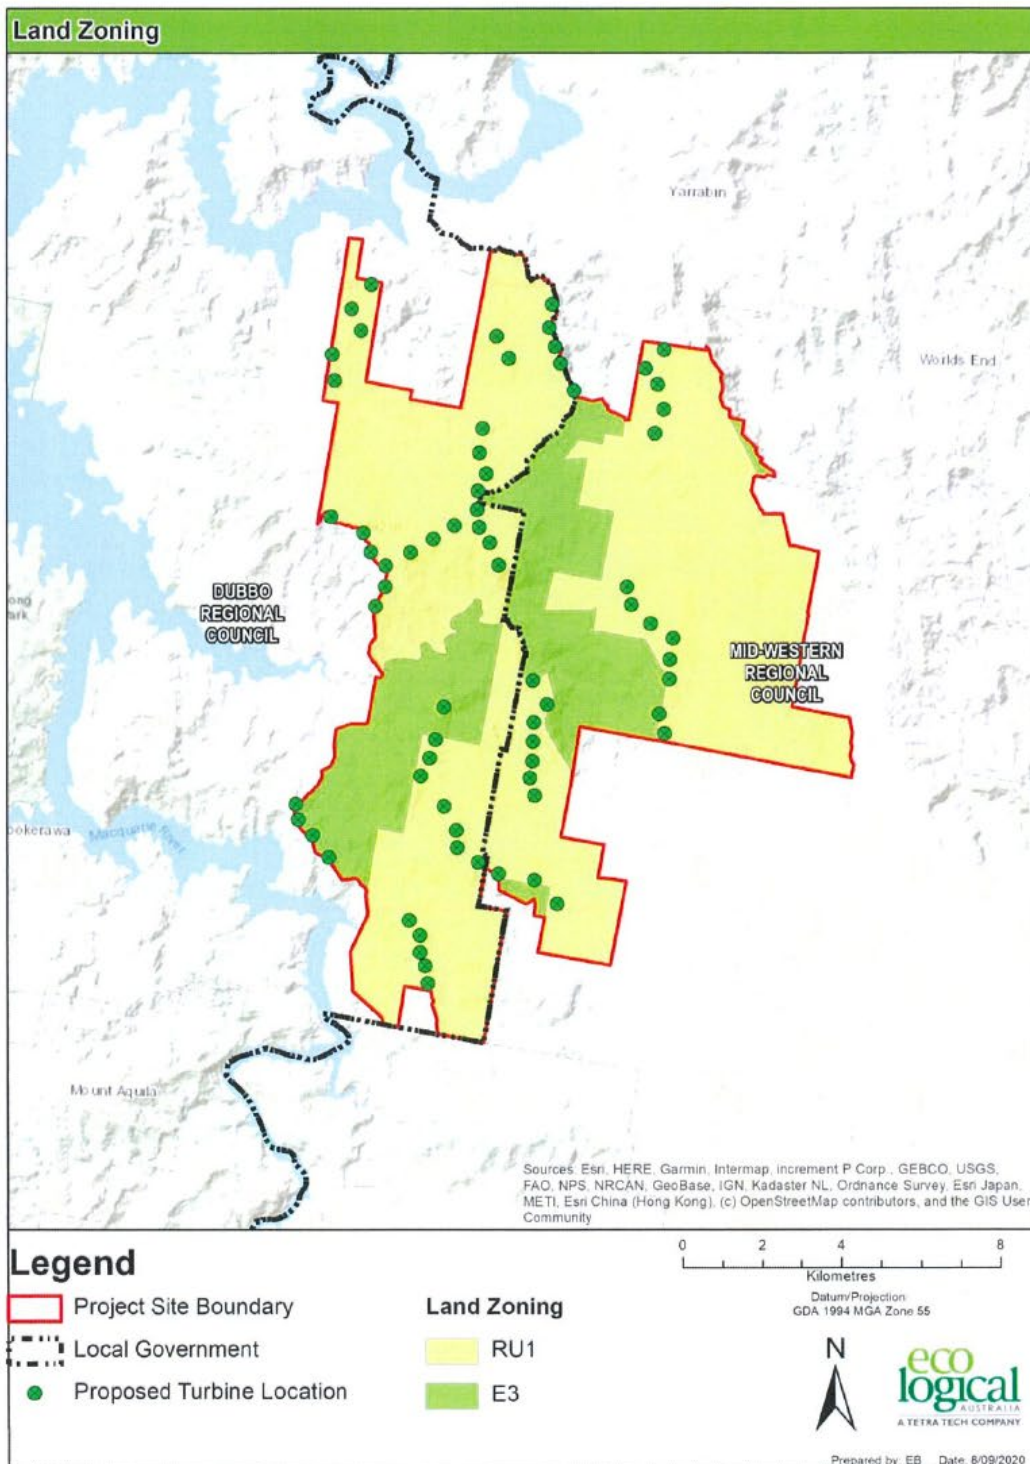 Land Zoning
Yarrabin
Worlds End
DUBBO
REGIONAL
COUNCIL
MID-WESTERN
REGIONAL
COUNCIL
ong
ark
ookerawa
Macquarie River
Mount Aquila
Sources: Esri, HERE, Garmin, Intermap, increment P Corp., GEBCO, USGS,
FAO, NPS, NRCAN, GeoBase, IGN, Kadaster NL, Ordnance Survey, Esri Japan,
METI, Esri China (Hong Kong), (c) OpenStreetMap contributors, and the GIS User
Community
Legend
Project Site Boundary
Local Government
Proposed Turbine Location
Land Zoning
RU1
E3
0 2 4 8
Kilometres
Datum/Projection
GDA 1994 MGA Zone 55
N
eco
logical
AUSTRALIA
A TETRA TECH COMPANY
Prepared by: EB Date: 8/09/2020